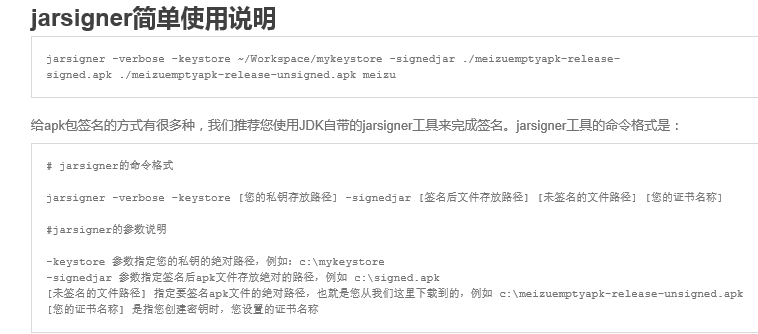 jarsigner简单使用说明
jarsigner -verbose -keystore ~/Workspace/mykeystore -signedjar ./meizuemptyapk-release-
signed.apk ./meizuemptyapk-release-unsigned.apk meizu
给apk包签名的方式有很多种，我们推荐您使用JDK自带的jarsigner工具来完成签名。jarsigner工具的命令格式是：
# jarsigner的命令格式
jarsigner -verbose -keystore [您的私钥存放路径] -signedjar [签名后文件存放路径] [未签名的文件路径] [您的证书名称]
#jarsigner的参数说明
-keystore 参数指定您的私钥的绝对路径，例如：c:\mykeystore
-signedjar 参数指定签名后apk文件存放绝对的路径，例如 c:\signed.apk
[未签名的文件路径] 指定要签名apk文件的绝对路径，也就是您从我们这里下载到的，例如 c:\meizuemptyapk-release-unsigned.apk
[您的证书名称] 是指您创建密钥时，您设置的证书名称